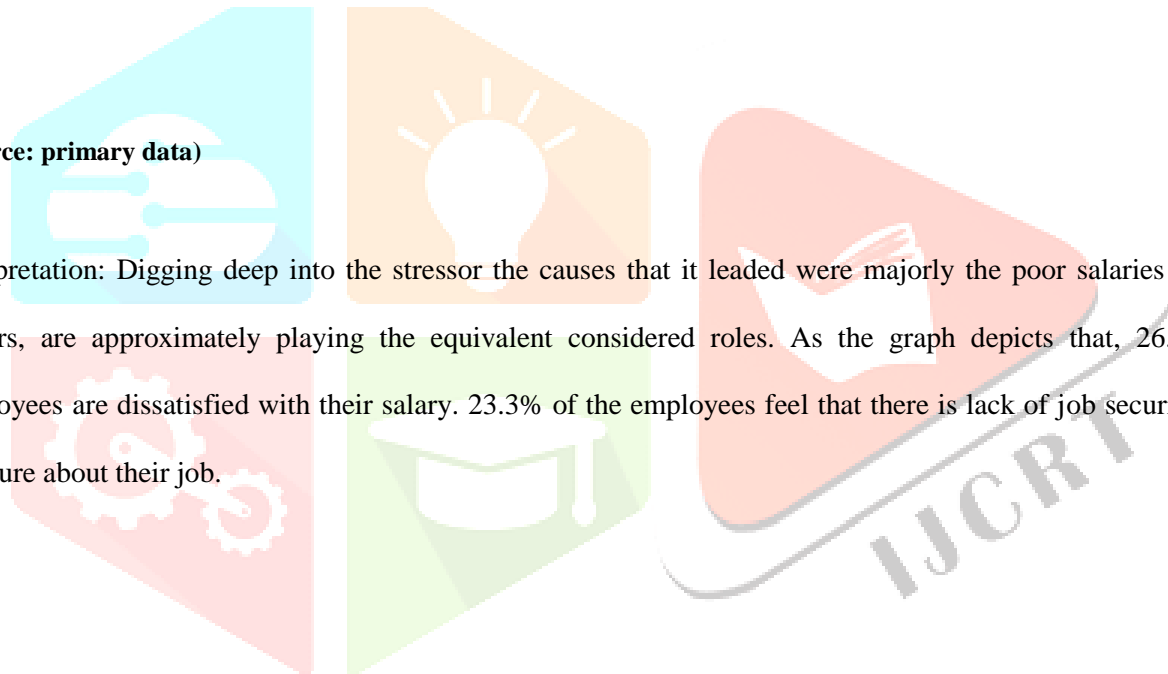 rce: primary data)
pretation: Digging deep into the stressor the causes that it leaded were majorly the poor salaries
rs, are approximately playing the equivalent considered roles. As the graph depicts that, 26.
oyees are dissatisfied with their salary. 23.3% of the employees feel that there is lack of job securi
ure about their job.
IJCRT